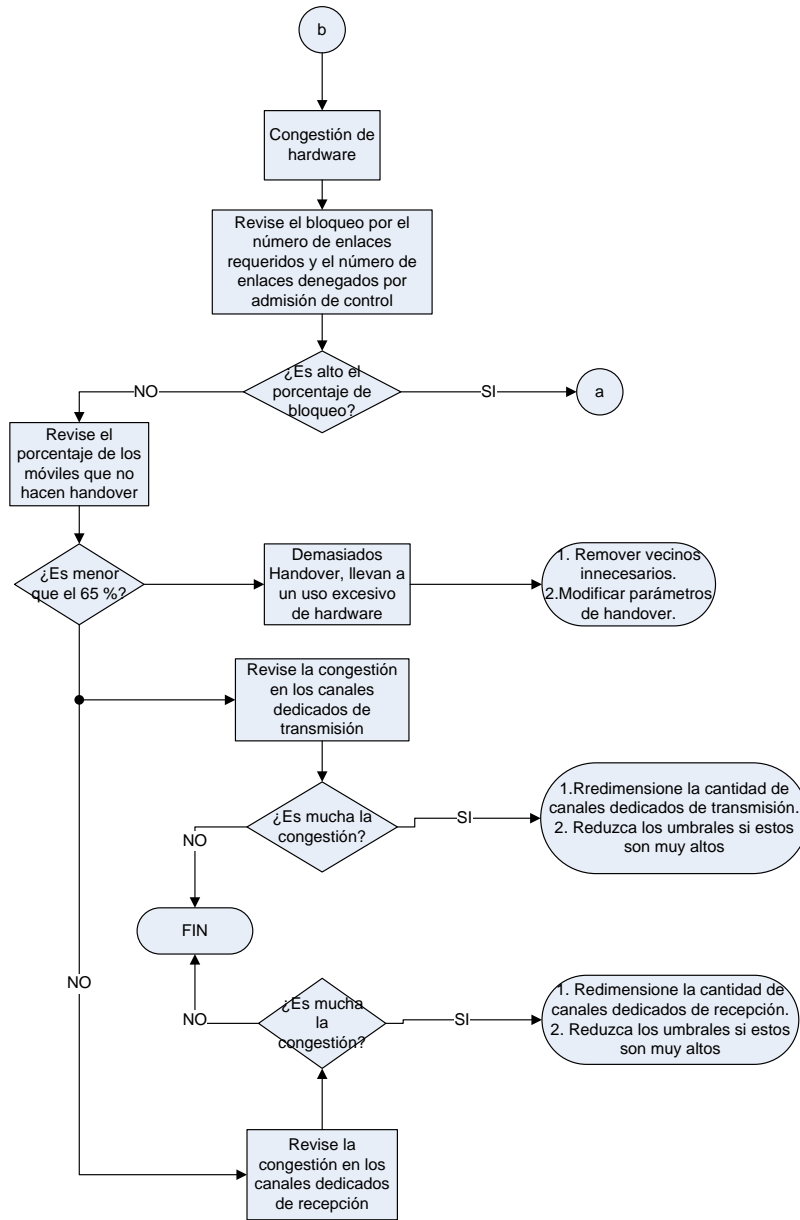 b
Congestión de
hardware
Revise el bloqueo por el
número de enlaces
requeridos y el número de
enlaces denegados por
admisión de control
¿Es alto el
porcentaje de
bloqueo?
NO
SI
a
Revise el
porcentaje de los
móviles que no
hacen handover
¿Es menor
que el 65 %?
Demasiados
Handover, llevan a
un uso excesivo
de hardware
1. Remover vecinos
innecesarios.
2.Modificar parámetros
de handover.
Revise la congestión
en los canales
dedicados de
transmisión
¿Es mucha la
congestión?
SI
1.Rredimensione la cantidad de
canales dedicados de transmisión.
2. Reduzca los umbrales si estos
son muy altos
NO
FIN
NO
¿Es mucha
la
congestión?
NO
SI
1. Redimensione la cantidad de
canales dedicados de recepción.
2. Reduzca los umbrales si estos
son muy altos
Revise la
congestión en los
canales dedicados
de recepción